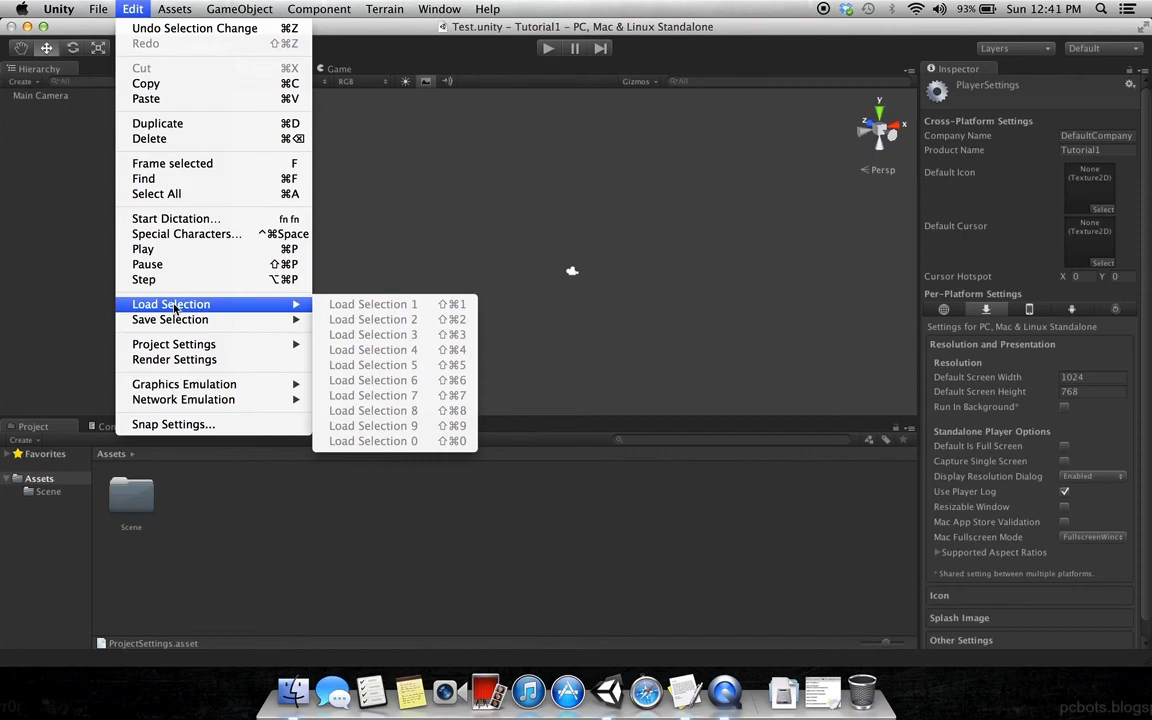 Unity File Edit Assets GameObject Component Terrain Window Help 93% Sun 12:41 PM
Test.unity - Tutorial1 - PC, Mac & Linux Standalone
Layers Default
Undo Selection Change ⌘Z
Redo ⇧⌘Z
Cut ⌘X
Copy ⌘C
Paste ⌘V
Duplicate ⌘D
Delete ⌘⌫
Frame selected F
Find ⌘F
Select All ⌘A
Start Dictation... fn fn
Special Characters... ^⌘Space
Play ⌘P
Pause ⇧⌘P
Step ⌥⌘P
Load Selection
Save Selection
Project Settings
Render Settings
Graphics Emulation
Network Emulation
Snap Settings...
Load Selection 1 ⇧⌘1
Load Selection 2 ⇧⌘2
Load Selection 3 ⇧⌘3
Load Selection 4 ⇧⌘4
Load Selection 5 ⇧⌘5
Load Selection 6 ⇧⌘6
Load Selection 7 ⇧⌘7
Load Selection 8 ⇧⌘8
Load Selection 9 ⇧⌘9
Load Selection 0 ⇧⌘0
Hierarchy
Create All
Main Camera
Game
RGB Gizmos All
y
z x
Persp
Inspector
PlayerSettings
Cross-Platform Settings
Company Name DefaultCompany
Product Name Tutorial1
Default Icon
None
(Texture2D)
Select
Default Cursor
None
(Texture2D)
Select
Cursor Hotspot X 0 Y 0
Per-Platform Settings
Settings for PC, Mac & Linux Standalone
Resolution and Presentation
Resolution
Default Screen Width 1024
Default Screen Height 768
Run In Background*
Standalone Player Options
Default Is Full Screen
Capture Single Screen
Display Resolution Dialog Enabled
Use Player Log
Resizable Window
Mac App Store Validation
Mac Fullscreen Mode FullscreenWinc
Supported Aspect Ratios
* Shared setting between multiple platforms.
Icon
Splash Image
Other Settings
Project Con
Create
Favorites
Assets
Scene
Assets
Scene
ProjectSettings.asset
pcbots.blogs